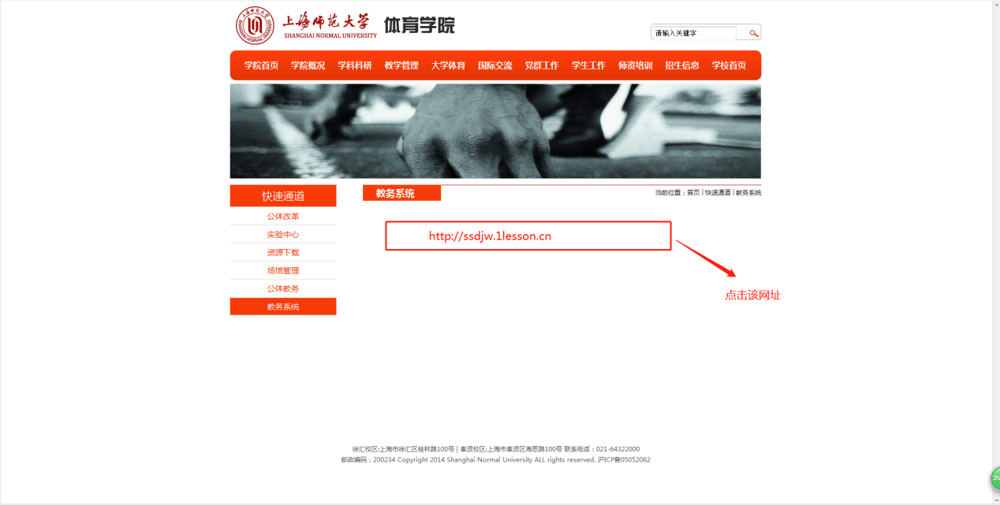 上海师范大学 体育学院
SHANGHAI NORMAL UNIVERSITY
请输入关键字
学院首页 学院概况 学科科研 教学管理 大学体育 国际交流 党群工作 学生工作 师资培训 招生信息 学校首页
快速通道
公体改革
实验中心
资源下载
场馆管理
公体教务
教务系统
教务系统
当前位置：首页 | 快速通道 | 教务系统
http://ssdjw.1lesson.cn
点击该网址
徐汇校区:上海市徐汇区桂林路100号 | 奉贤校区:上海市奉贤区海思路100号 联系电话：021-64322000
邮政编码：200234 Copyright 2014 Shanghai Normal University ALL rights reserved. 沪ICP备05052062